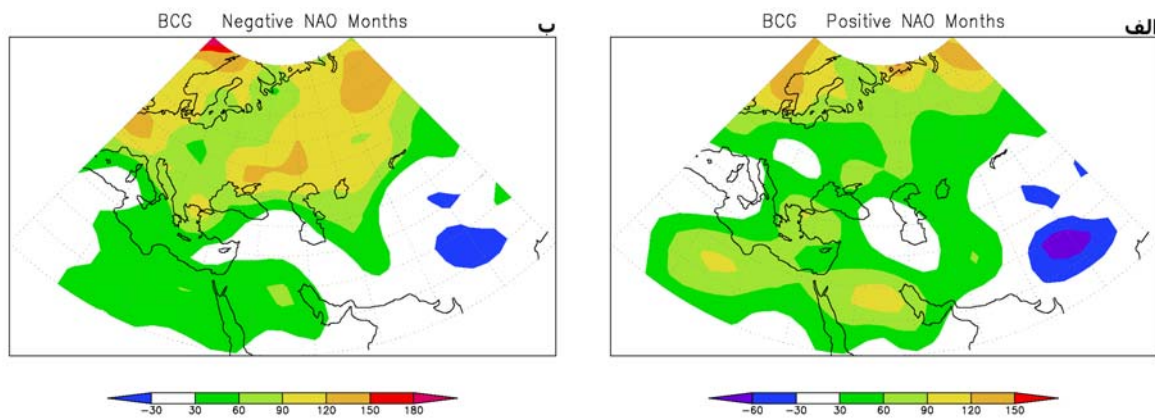 BCG Negative NAO Months
ب
BCG Positive NAO Months
الف
−30 30 60 90 120 150 180
−60 −30 30 60 90 120 150